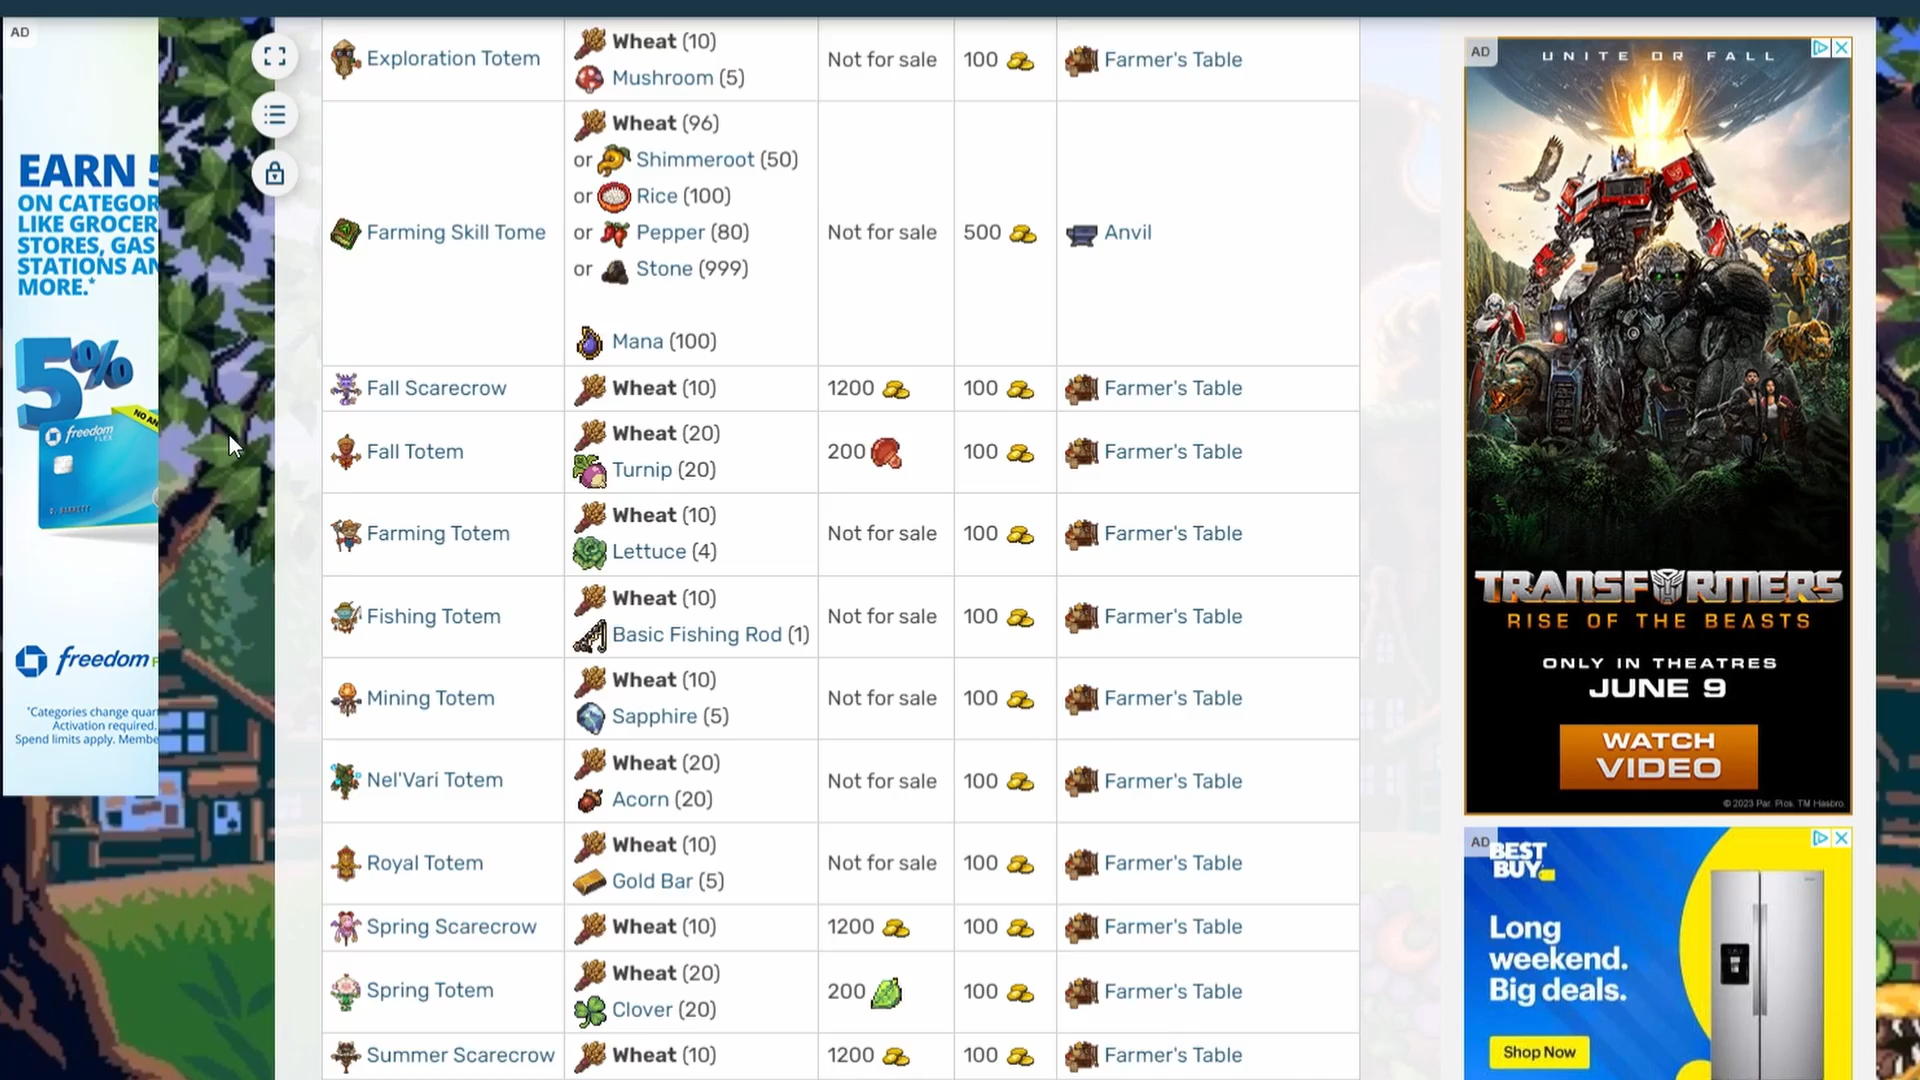 AD
EARN 5
ON CATEGOR
LIKE GROCER
STORES, GAS
STATIONS AN
MORE.*
5%
NO AN
freedom
FLEX
D. BARRETT
freedom
*Categories change quar
Activation required.
Spend limits apply. Membe
Exploration Totem
Wheat (10)
Mushroom (5)
Not for sale
100
Farmer's Table
Farming Skill Tome
Wheat (96)
or Shimmeroot (50)
or Rice (100)
or Pepper (80)
or Stone (999)
Mana (100)
Not for sale
500
Anvil
Fall Scarecrow
Wheat (10)
1200
100
Farmer's Table
Fall Totem
Wheat (20)
Turnip (20)
200
100
Farmer's Table
Farming Totem
Wheat (10)
Lettuce (4)
Not for sale
100
Farmer's Table
Fishing Totem
Wheat (10)
Basic Fishing Rod (1)
Not for sale
100
Farmer's Table
Mining Totem
Wheat (10)
Sapphire (5)
Not for sale
100
Farmer's Table
Nel'Vari Totem
Wheat (20)
Acorn (20)
Not for sale
100
Farmer's Table
Royal Totem
Wheat (10)
Gold Bar (5)
Not for sale
100
Farmer's Table
Spring Scarecrow
Wheat (10)
1200
100
Farmer's Table
Spring Totem
Wheat (20)
Clover (20)
200
100
Farmer's Table
Summer Scarecrow
Wheat (10)
1200
100
Farmer's Table
AD
UNITE OR FALL
TRANSFORMERS
RISE OF THE BEASTS
ONLY IN THEATRES
JUNE 9
WATCH
VIDEO
© 2023 Par. Pics. TM Hasbro.
AD
BEST
BUY
Long
weekend.
Big deals.
Shop Now